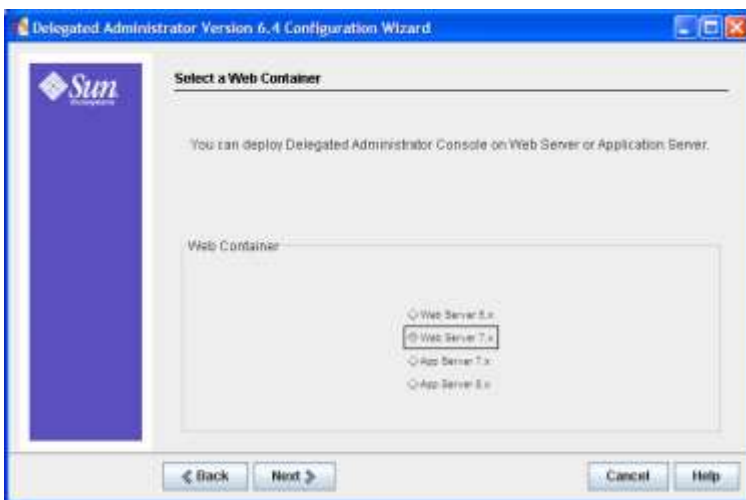 Delegated Administrator Version 6.4 Configuration Wizard
Sun
Select a Web Container
You can deploy Delegated Administrator Console on Web Server or Application Server.
Web Container
Web Server 6.x
Web Server 7.x
App Server 7.x
App Server 8.x
Back
Next
Cancel
Help